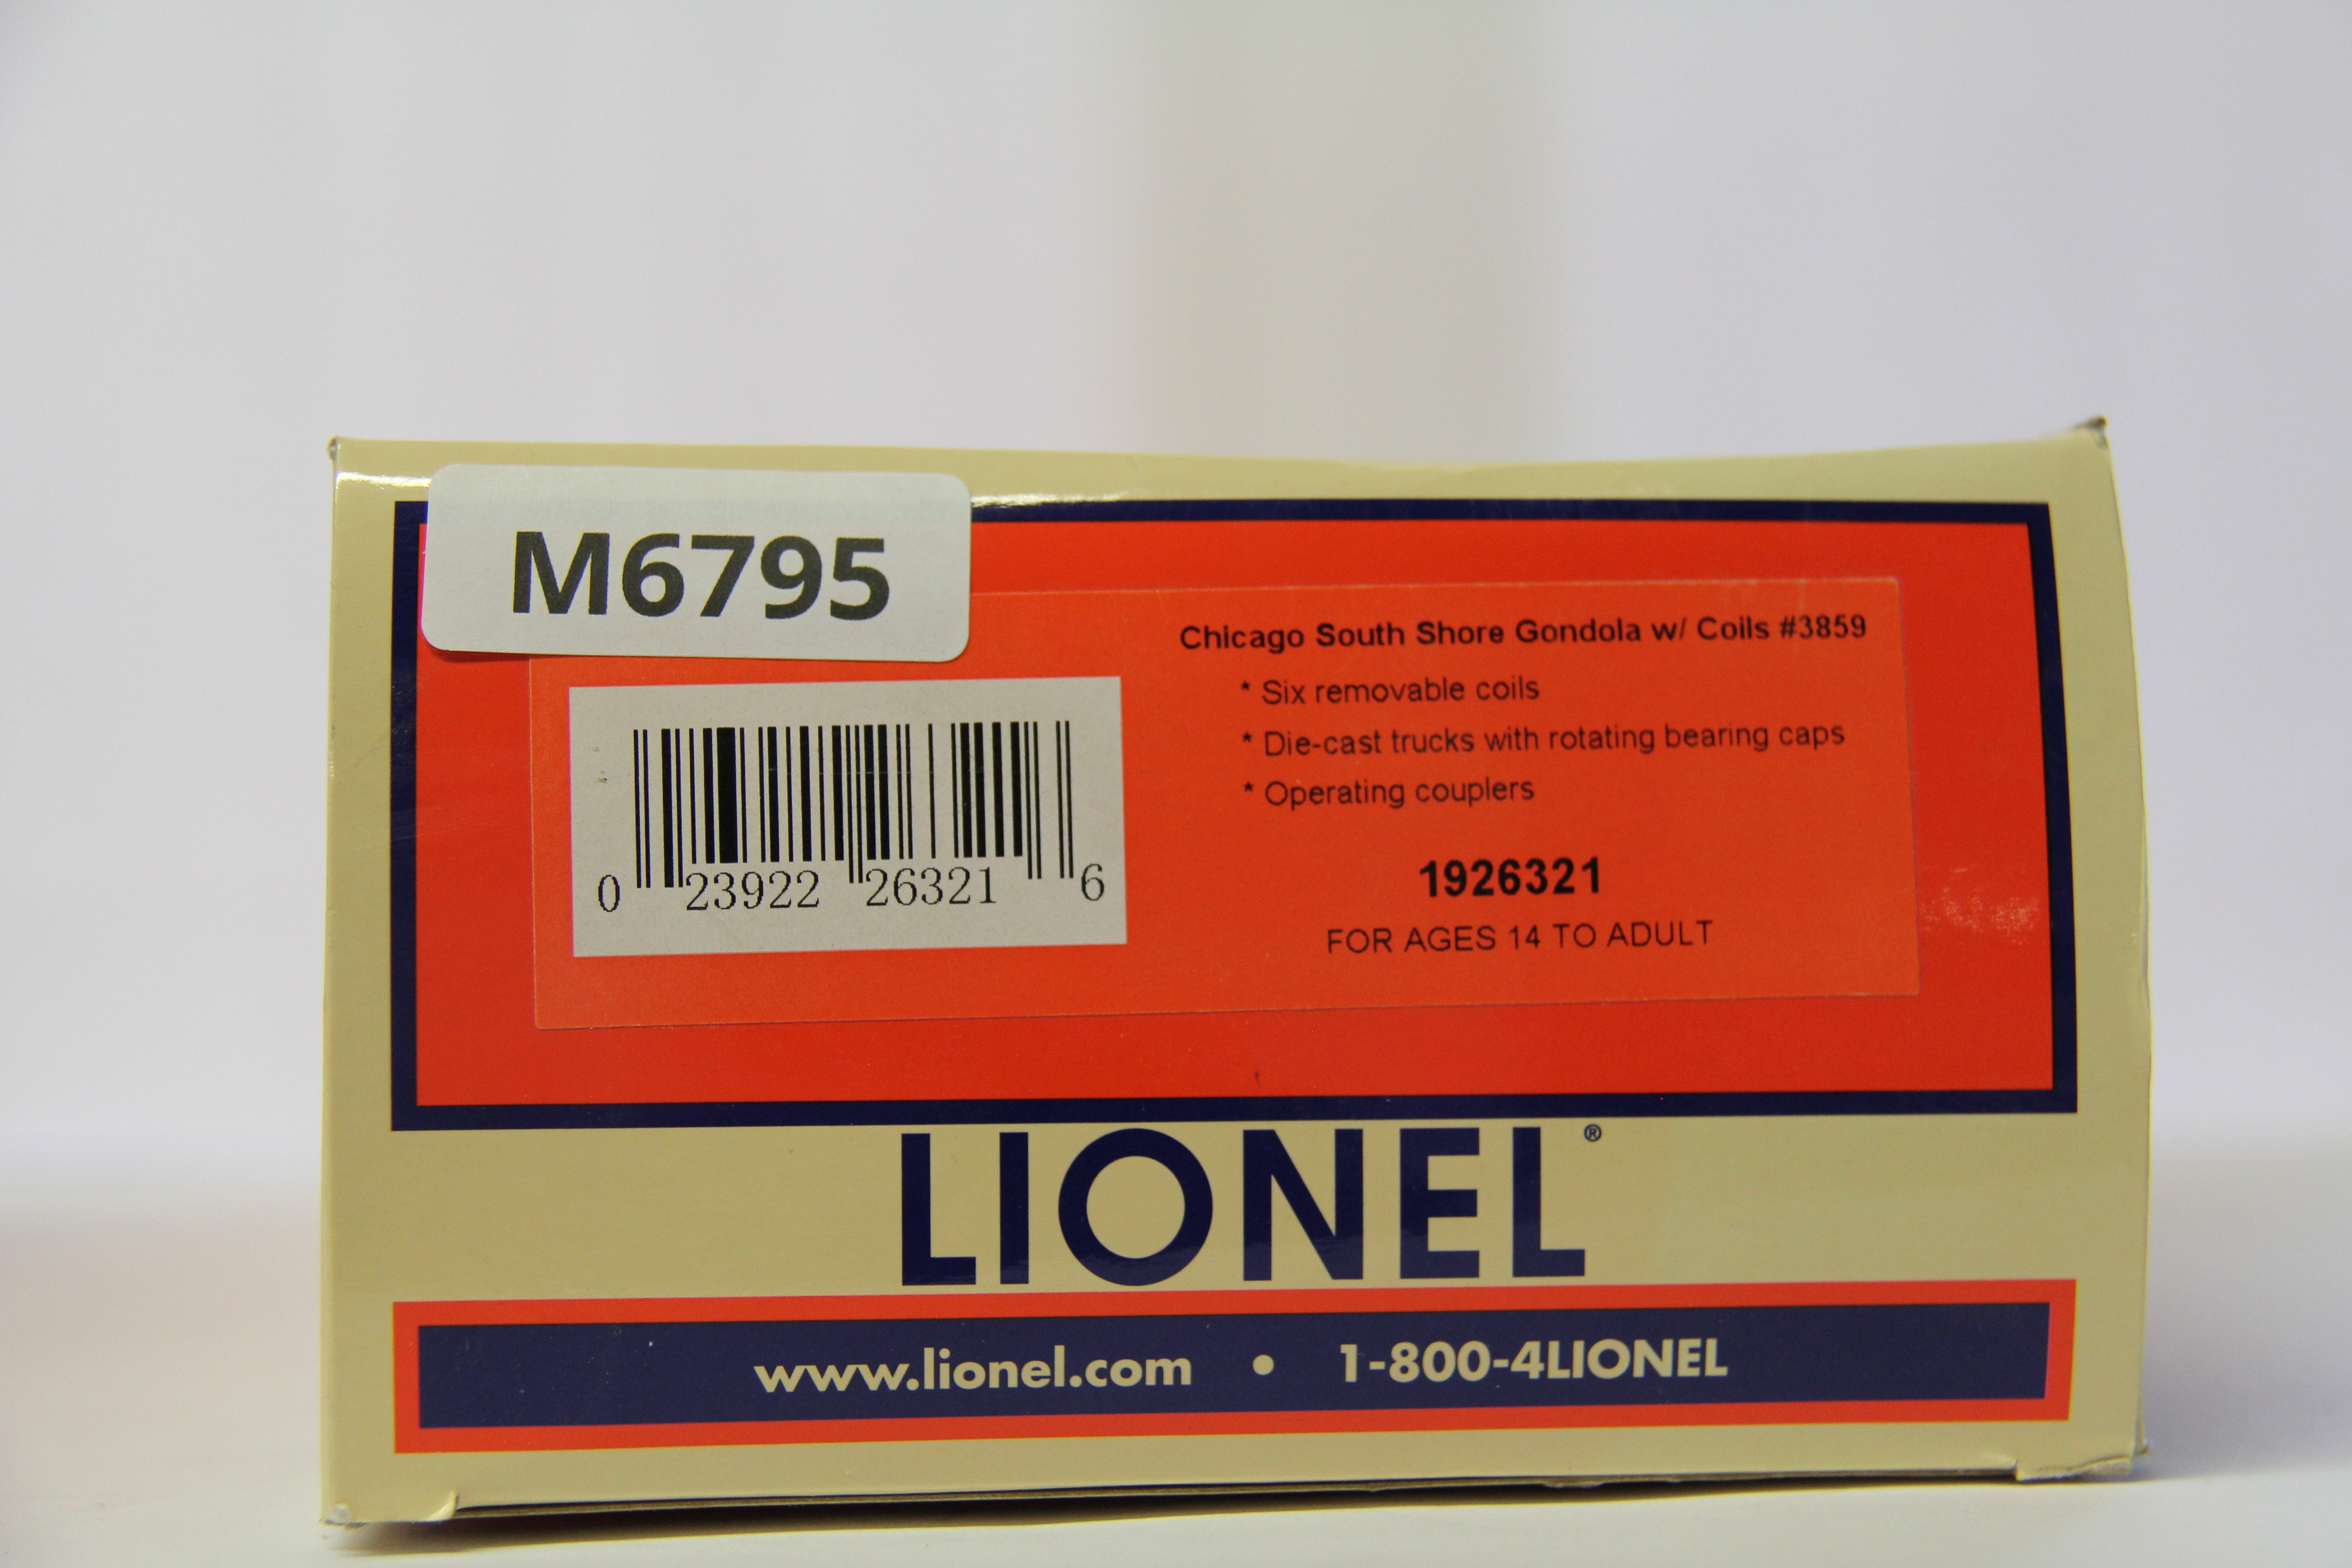 M6795
Chicago South Shore Gondola w/ Coils #3859
* Six removable coils
* Die-cast trucks with rotating bearing caps
* Operating couplers
1926321
FOR AGES 14 TO ADULT
0 23922 26321 6
LIONEL®
www.lionel.com • 1-800-4LIONEL